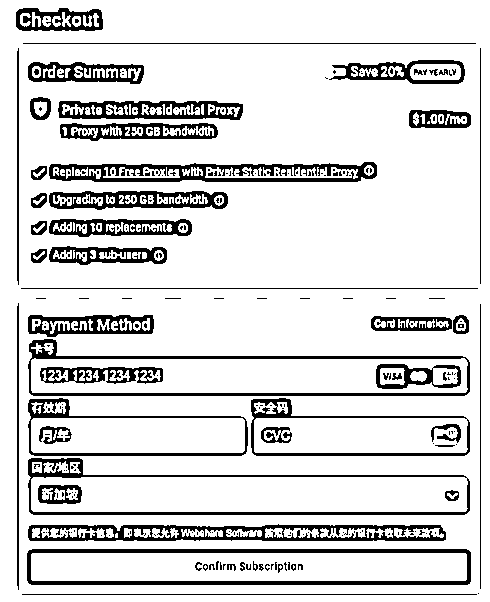 Checkout
Order Summary
Save 20% PAY YEARLY
Private Static Residential Proxy
1 Proxy with 250 GB bandwidth
$1.00/mo
Replacing 10 Free Proxies with Private Static Residential Proxy
Upgrading to 250 GB bandwidth
Adding 10 replacements
Adding 3 sub-users
Payment Method
Card Information
卡号
1234 1234 1234 1234
VISA
有效期
安全码
月/年
CVC
国家/地区
新加坡
提供您的银行卡信息，即表示您允许 Webshare Software 按照他们的条款从您的银行卡收取未来款项。
Confirm Subscription